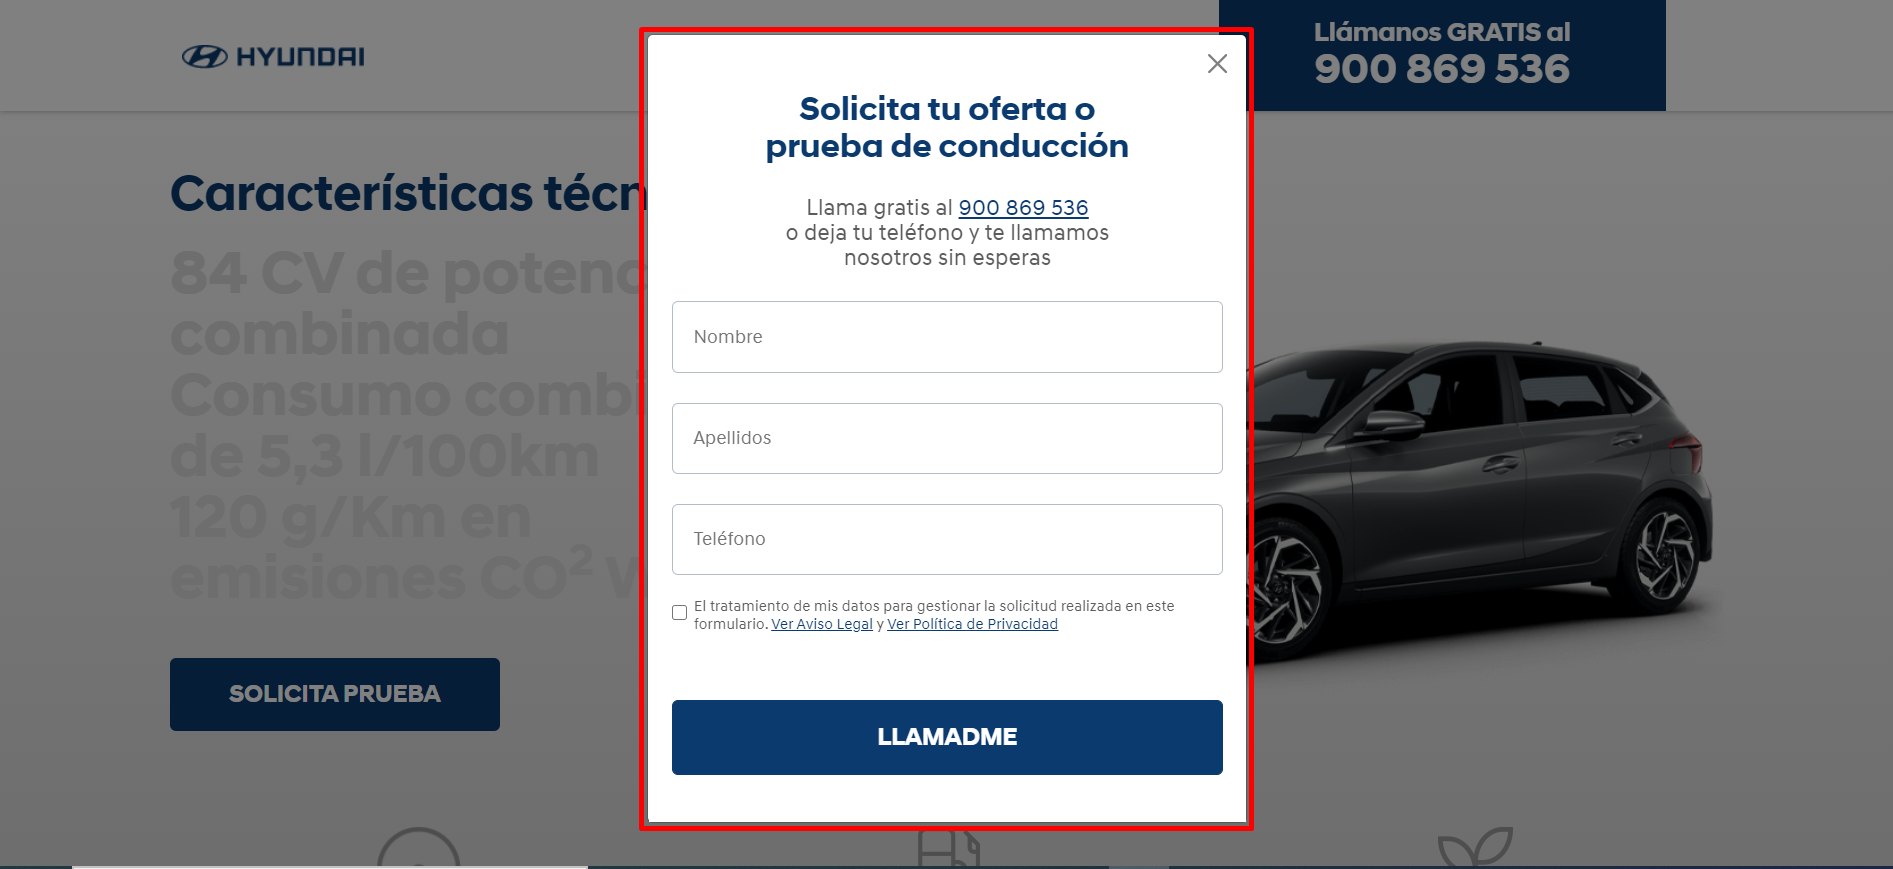 HYUNDAI
Llámanos GRATIS al
900 869 536
Características técn
84 CV de potenc
combinada
Consumo combi
de 5,3 l/100km
120 g/Km en
emisiones CO²
SOLICITA PRUEBA
Solicita tu oferta o
prueba de conducción
Llama gratis al 900 869 536
o deja tu teléfono y te llamamos
nosotros sin esperas
Nombre
Apellidos
Teléfono
El tratamiento de mis datos para gestionar la solicitud realizada en este
formulario. Ver Aviso Legal y Ver Política de Privacidad
LLAMADME